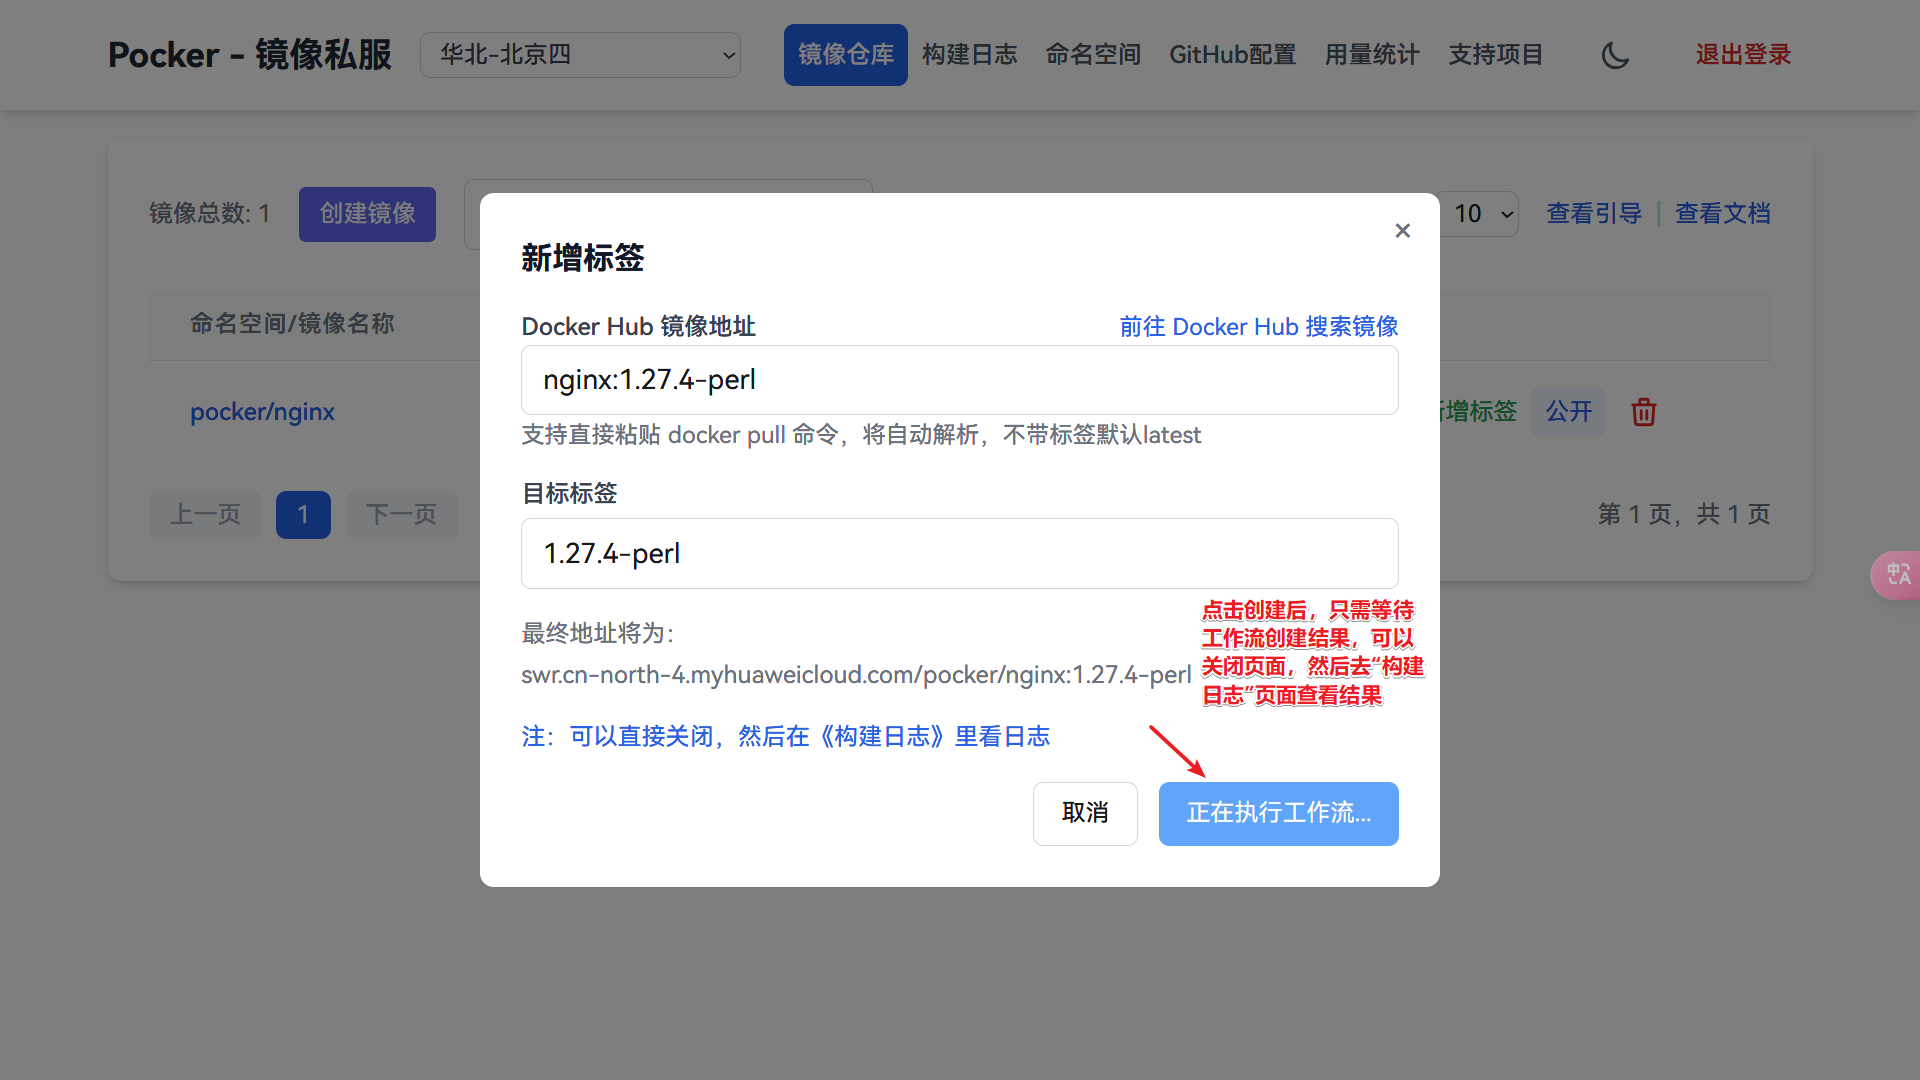 Pocker - 镜像私服
华北-北京四
镜像仓库
构建日志
命名空间
GitHub配置
用量统计
支持项目
退出登录
镜像总数: 1
创建镜像
10
查看引导
查看文档
命名空间/镜像名称
pocker/nginx
增标签
公开
上一页
1
下一页
第 1 页，共 1 页
新增标签
Docker Hub 镜像地址
前往 Docker Hub 搜索镜像
nginx:1.27.4-perl
支持直接粘贴 docker pull 命令，将自动解析，不带标签默认latest
目标标签
1.27.4-perl
最终地址将为：
swr.cn-north-4.myhuaweicloud.com/pocker/nginx:1.27.4-perl
点击创建后，只需等待
工作流创建结果，可以
关闭页面，然后去“构建
日志”页面查看结果
注：可以直接关闭，然后在《构建日志》里看日志
取消
正在执行工作流...